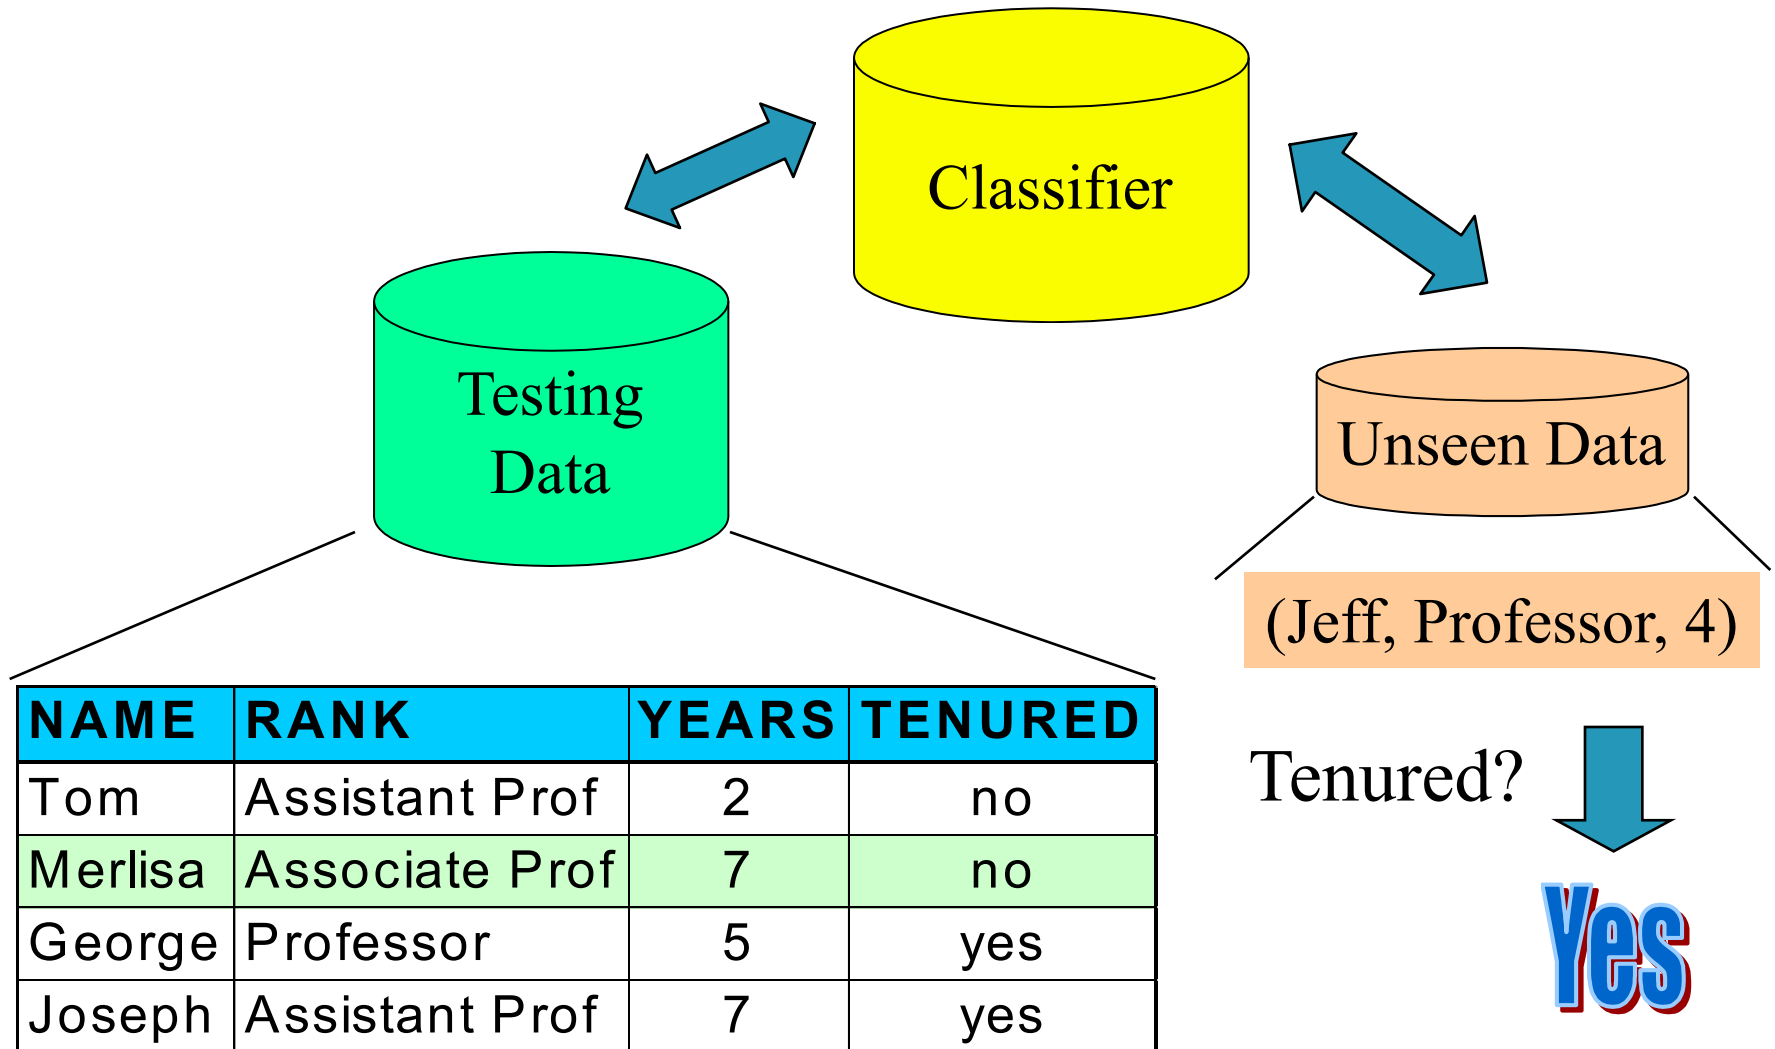 Classifier
Testing
Data
Unseen Data
(Jeff, Professor, 4)
NAME RANK YEARS TENURED
Tom Assistant Prof 2 no
Merlisa Associate Prof 7 no
George Professor 5 yes
Joseph Assistant Prof 7 yes
Tenured?
Yes